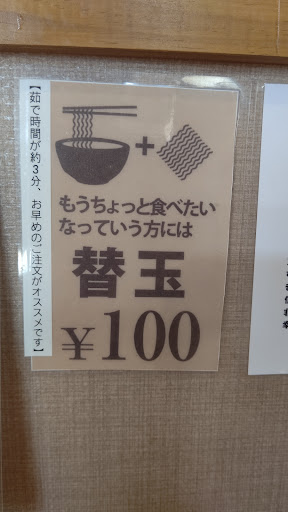 【茹で時間が約3分、お早めのご注文がオススメです】
もうちょっと食べたい
なっていう方には
替玉
¥100